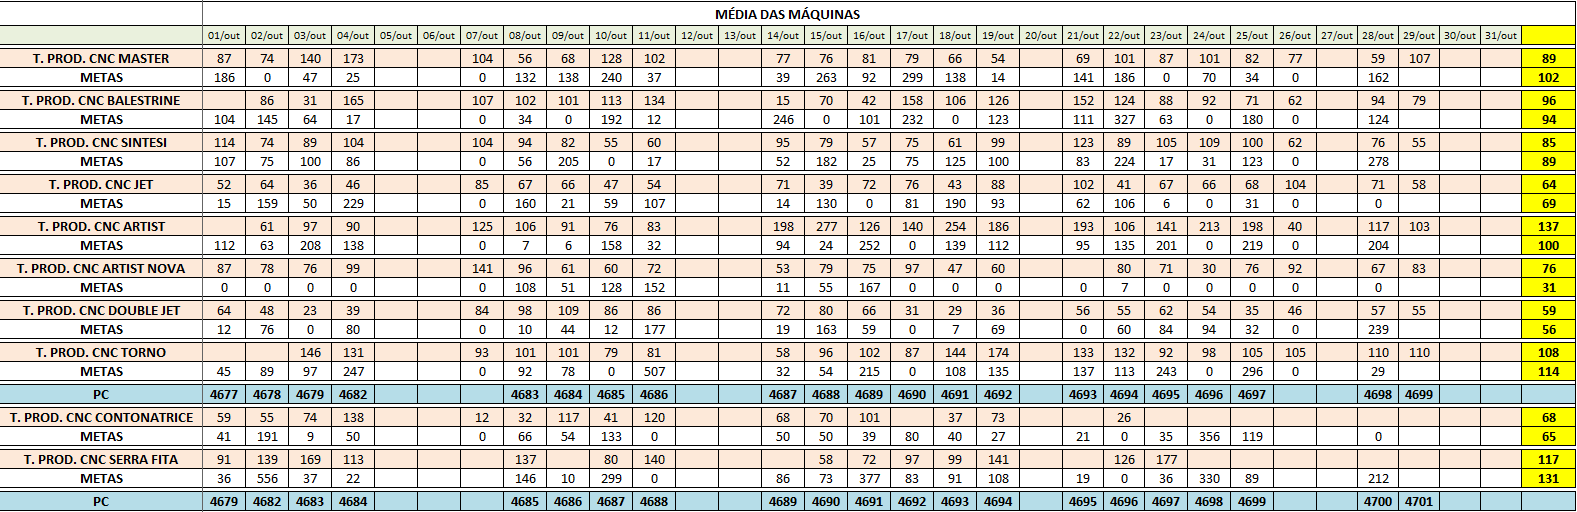 MÉDIA DAS MÁQUINAS
01/out 02/out 03/out 04/out 05/out 06/out 07/out 08/out 09/out 10/out 11/out 12/out 13/out 14/out 15/out 16/out 17/out 18/out 19/out 20/out 21/out 22/out 23/out 24/out 25/out 26/out 27/out 28/out 29/out 30/out 31/out
T. PROD. CNC MASTER 87 74 140 173 104 56 68 128 102 77 76 81 79 66 54 69 101 87 101 82 77 59 107 89
METAS 186 0 47 25 0 132 138 240 37 39 263 92 299 138 14 141 186 0 70 34 0 162 102
T. PROD. CNC BALESTRINE 86 31 165 107 102 101 113 134 15 70 42 158 106 126 152 124 88 92 71 62 94 79 96
METAS 104 145 64 17 0 34 0 192 12 246 0 101 232 0 123 111 327 63 0 180 0 124 94
T. PROD. CNC SINTESI 114 74 89 104 104 94 82 55 60 95 79 57 75 61 99 123 89 105 109 100 62 76 55 85
METAS 107 75 100 86 0 56 205 0 17 52 182 25 75 125 100 83 224 17 31 123 0 278 89
T. PROD. CNC JET 52 64 36 46 85 67 66 47 54 71 39 72 76 43 88 102 41 67 66 68 104 71 58 64
METAS 15 159 50 229 0 160 21 59 107 14 130 0 81 190 93 62 106 6 0 31 0 0 69
T. PROD. CNC ARTIST 61 97 90 125 106 91 76 83 198 277 126 140 254 186 193 106 141 213 198 40 117 103 137
METAS 112 63 208 138 0 7 6 158 32 94 24 252 0 139 112 95 135 201 0 219 0 204 100
T. PROD. CNC ARTIST NOVA 87 78 76 99 141 96 61 60 72 53 79 75 97 47 60 80 71 30 76 92 67 83 76
METAS 0 0 0 0 0 108 51 128 152 11 55 167 0 0 0 0 7 0 0 0 0 0 31
T. PROD. CNC DOUBLE JET 64 48 23 39 84 98 109 86 86 72 80 66 31 29 36 56 55 62 54 35 46 57 55 59
METAS 12 76 0 80 0 10 44 12 177 19 163 59 0 7 69 0 60 84 94 32 0 239 56
T. PROD. CNC TORNO 146 131 93 101 101 79 81 58 96 102 87 144 174 133 132 92 98 105 105 110 110 108
METAS 45 89 97 247 0 92 78 0 507 32 54 215 0 108 135 137 113 243 0 296 0 29 114
PC 4677 4678 4679 4682 4683 4684 4685 4686 4687 4688 4689 4690 4691 4692 4693 4694 4695 4696 4697 4698 4699
T. PROD. CNC CONTONATRICE 59 55 74 138 12 32 117 41 120 68 70 101 37 73 26 68
METAS 41 191 9 50 0 66 54 133 0 50 50 39 80 40 27 21 0 35 356 119 0 65
T. PROD. CNC SERRA FITA 91 139 169 113 137 80 140 58 72 97 99 141 126 177 117
METAS 36 556 37 22 146 10 299 0 86 73 377 83 91 108 19 0 36 330 89 212 131
PC 4679 4682 4683 4684 4685 4686 4687 4688 4689 4690 4691 4692 4693 4694 4695 4696 4697 4698 4699 4700 4701